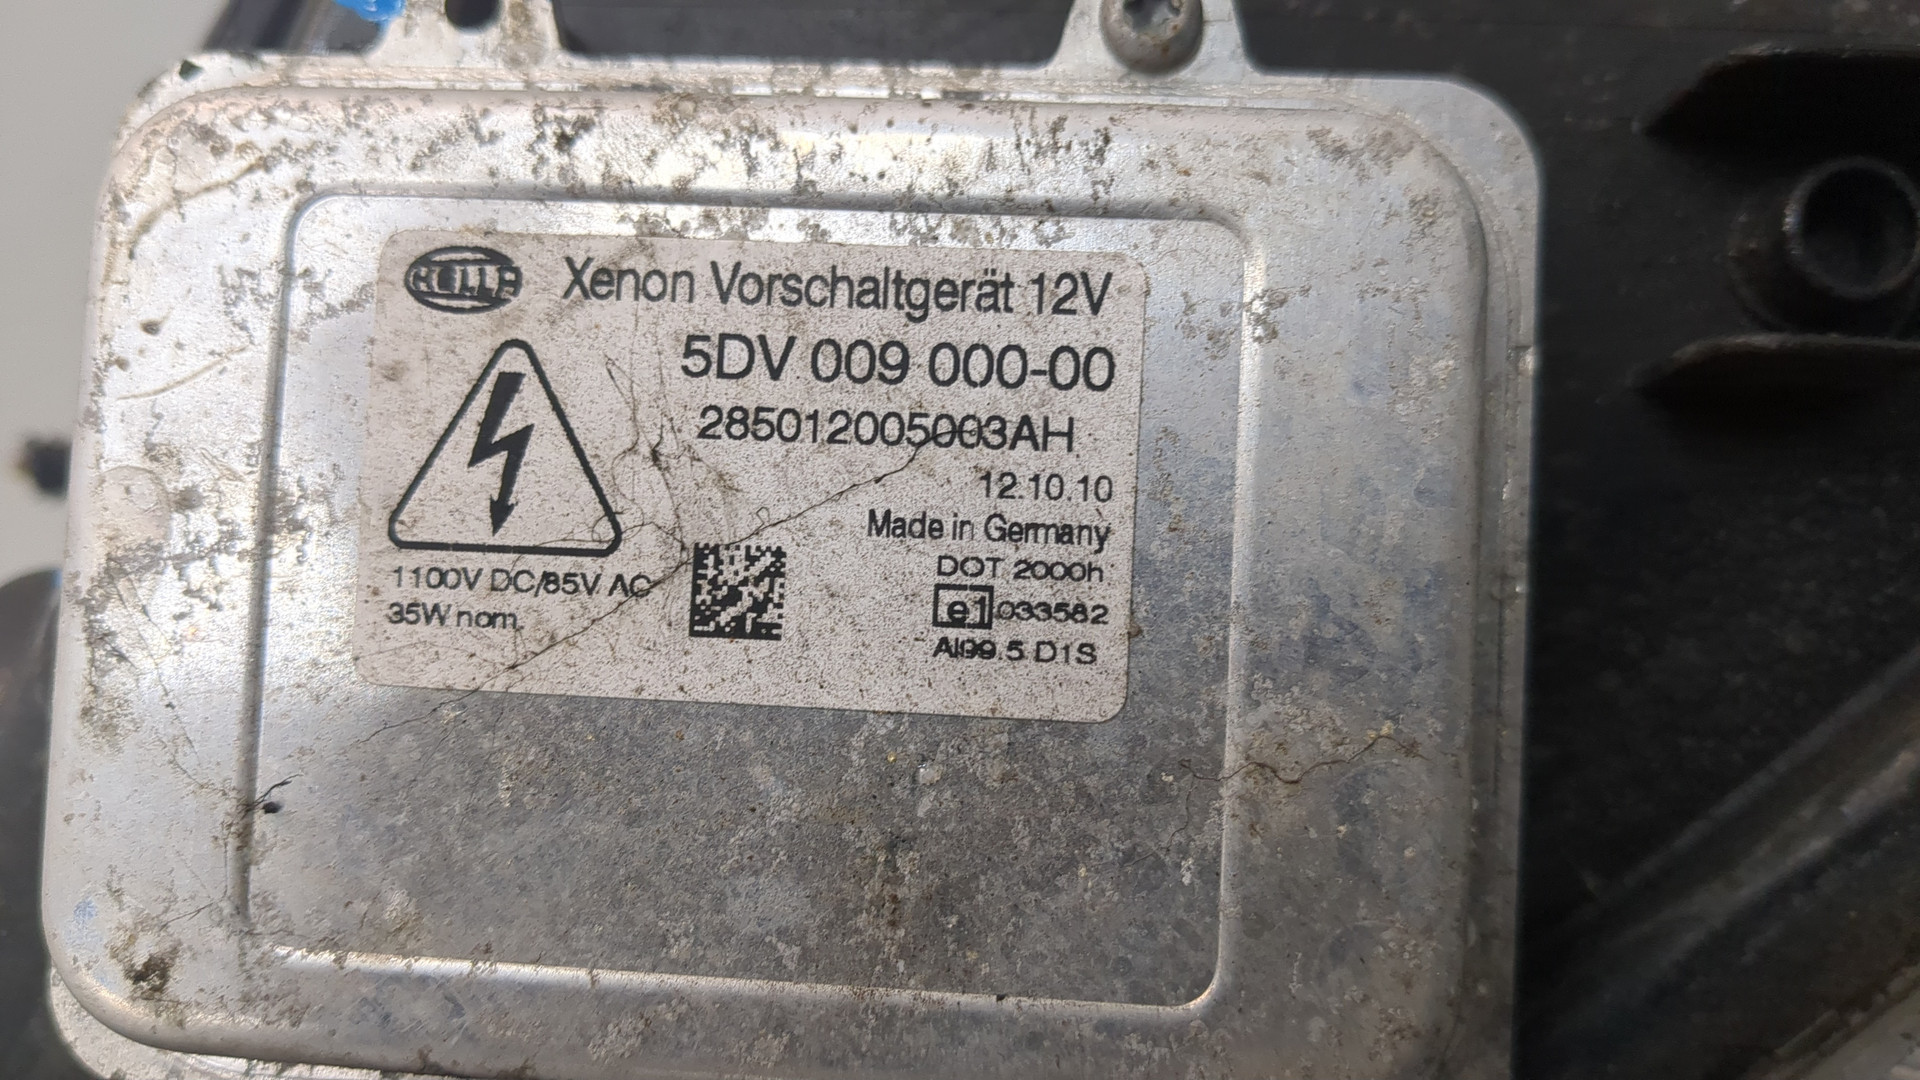 HELLA Xenon Vorschaltgerät 12V
5DV 009 000-00
285012005003AH
12.10.10
Made in Germany
DOT 2000h
1100V DC/85V AC
e1 033582
35W nom.
AI99.5 D1S